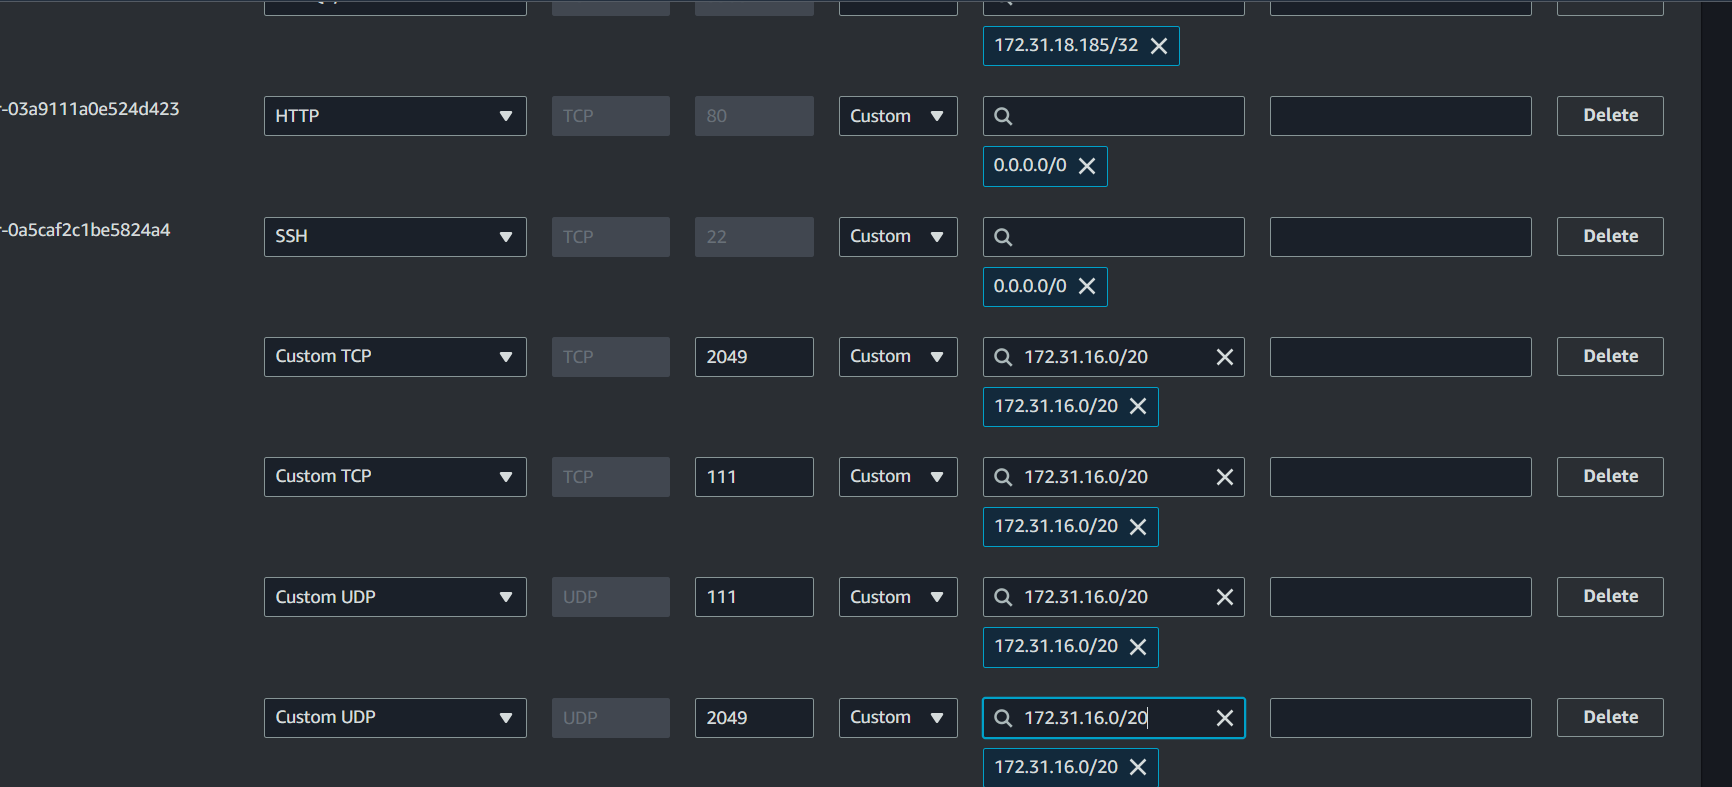 172.31.18.185/32
r-03a9111a0e524d423 HTTP TCP 80 Custom Delete
0.0.0.0/0
r-0a5caf2c1be5824a4 SSH TCP 22 Custom Delete
0.0.0.0/0
Custom TCP TCP 2049 Custom 172.31.16.0/20 Delete
172.31.16.0/20
Custom TCP TCP 111 Custom 172.31.16.0/20 Delete
172.31.16.0/20
Custom UDP UDP 111 Custom 172.31.16.0/20 Delete
172.31.16.0/20
Custom UDP UDP 2049 Custom 172.31.16.0/20 Delete
172.31.16.0/20